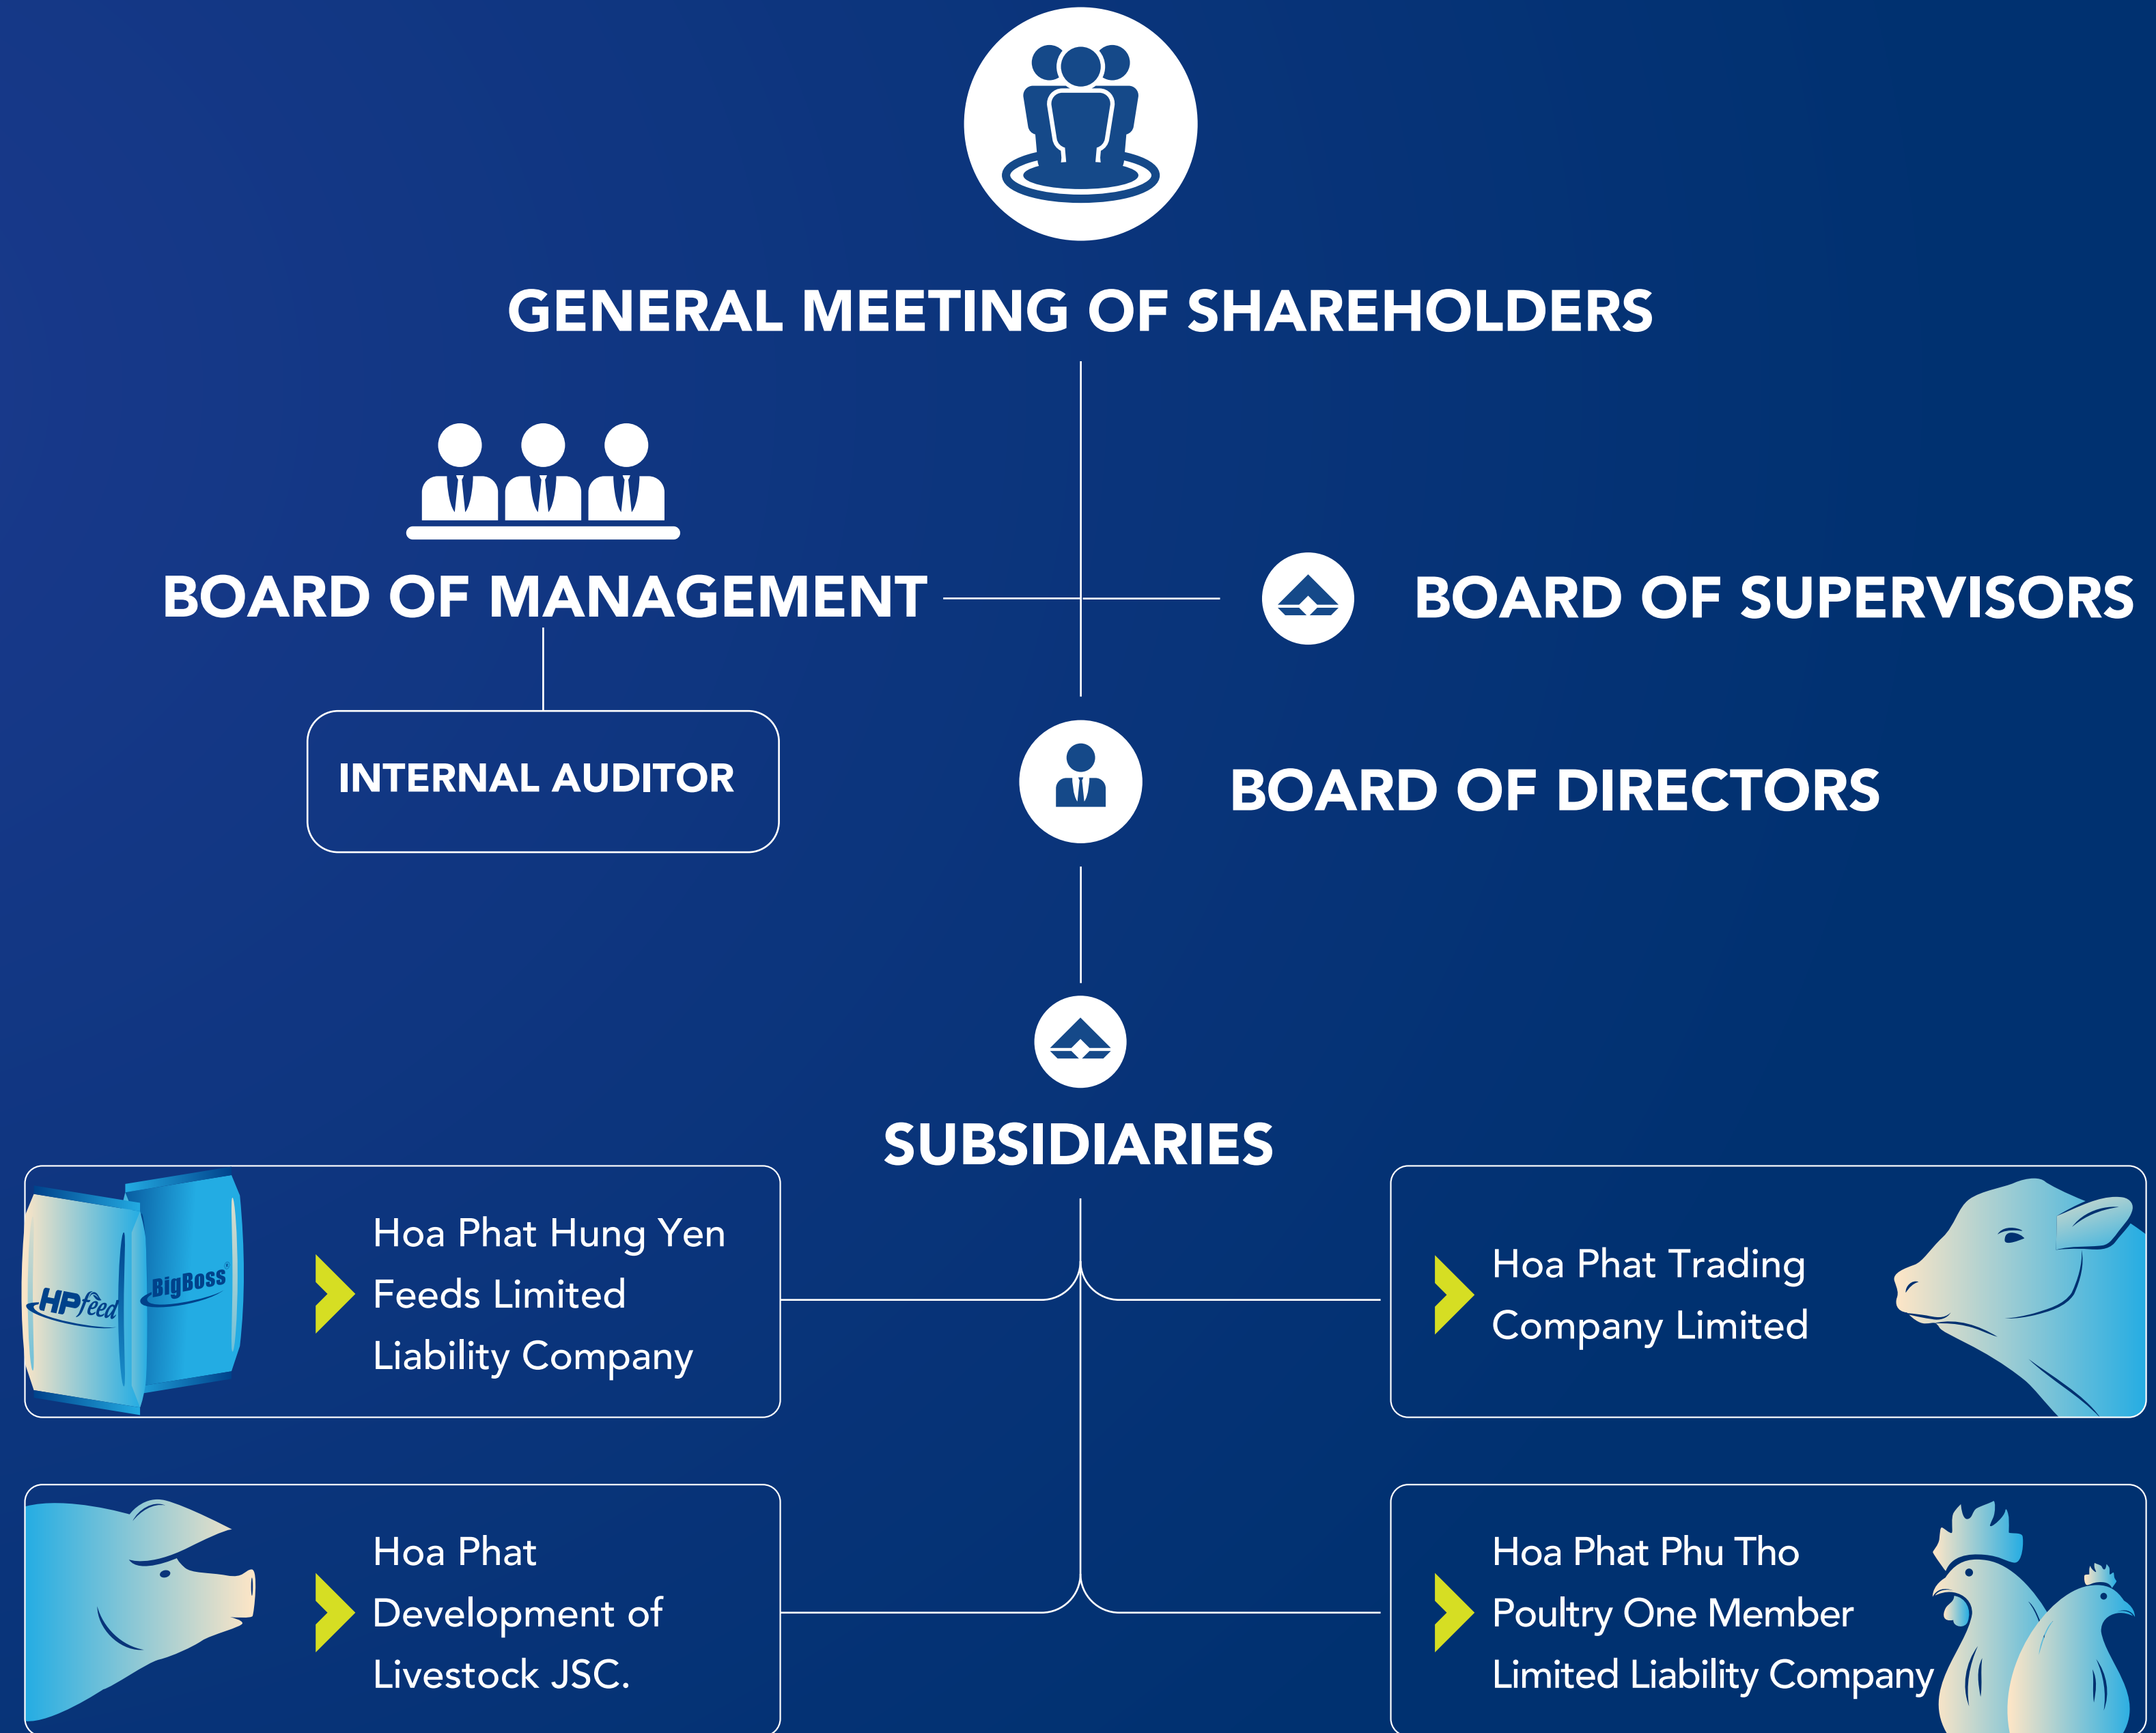 GENERAL MEETING OF SHAREHOLDERS
BOARD OF MANAGEMENT
BOARD OF SUPERVISORS
INTERNAL AUDITOR
BOARD OF DIRECTORS
SUBSIDIARIES
HPfeed
BigBoss®
Hoa Phat Hung Yen
Feeds Limited
Liability Company
Hoa Phat Trading
Company Limited
Hoa Phat
Development of
Livestock JSC.
Hoa Phat Phu Tho
Poultry One Member
Limited Liability Company